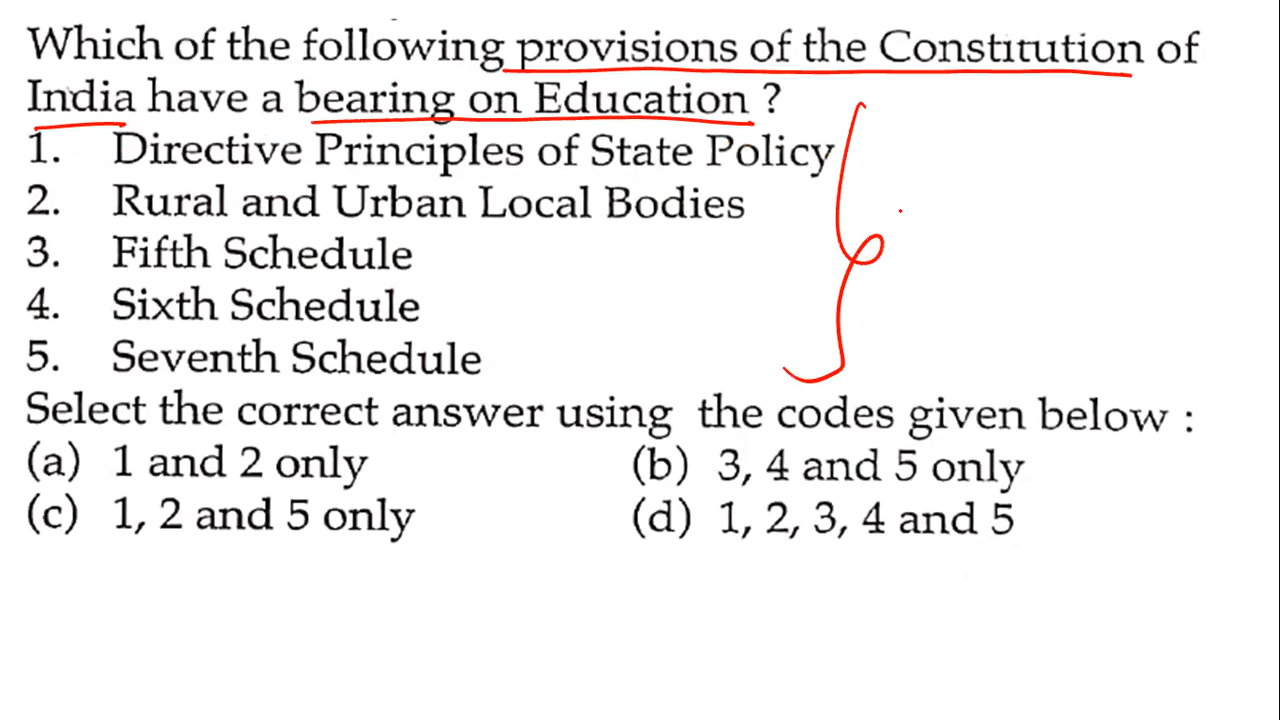 Which of the following provisions of the Constitution of
India have a bearing on Education ?
1. Directive Principles of State Policy
2. Rural and Urban Local Bodies
3. Fifth Schedule
4. Sixth Schedule
5. Seventh Schedule
Select the correct answer using the codes given below :
(a) 1 and 2 only (b) 3, 4 and 5 only
(c) 1, 2 and 5 only (d) 1, 2, 3, 4 and 5